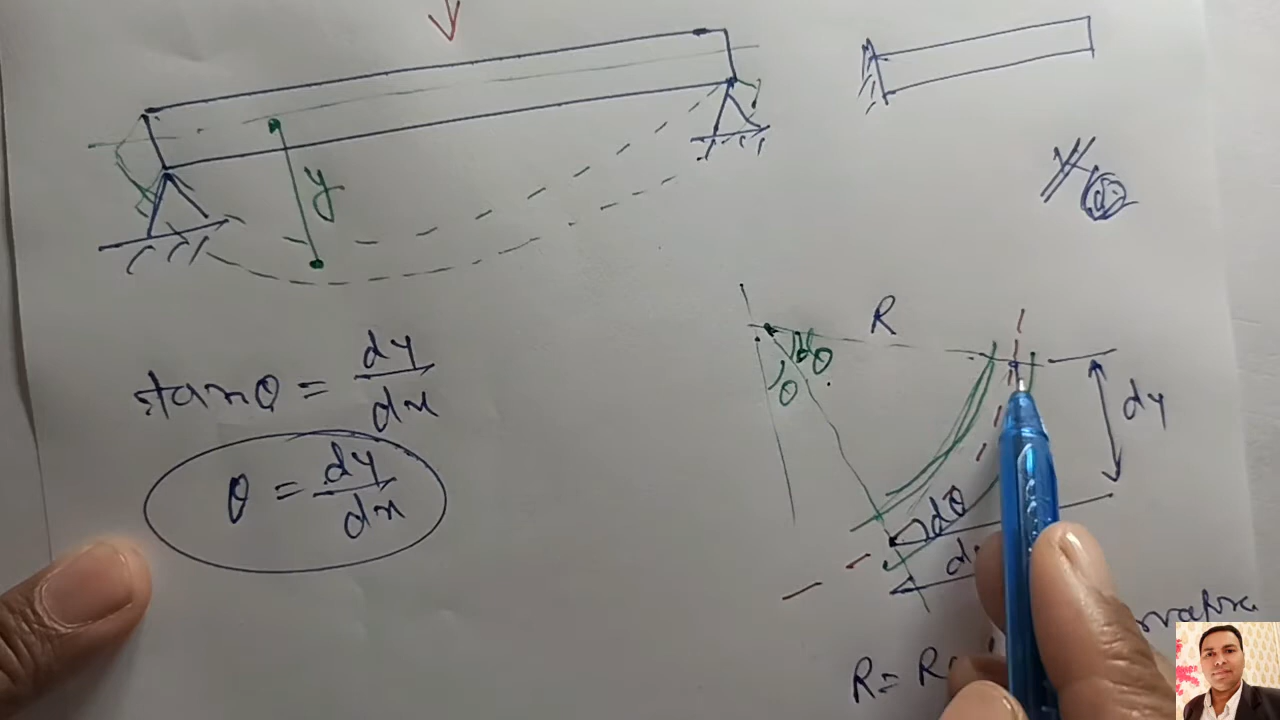 y
R
dθ
θ
dy
tanθ = dy/dx
θ = dy/dx
dθ
R =